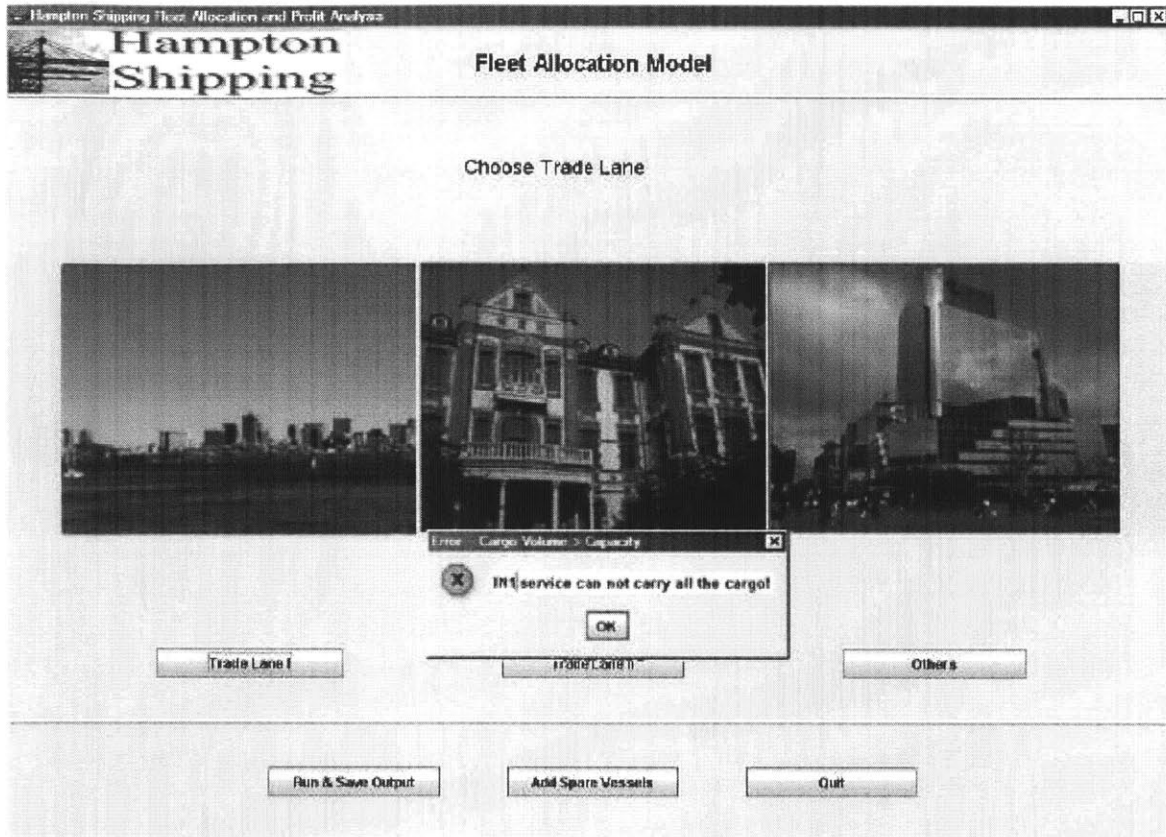 Hampton Shipping Fleet Allocation and Profit Analysis
Hampton
Shipping
Fleet Allocation Model
Choose Trade Lane
Error - Cargo Volume > Capacity
IN1 service can not carry all the cargo!
OK
Trade Lane I
Trade Lane II
Others
Run & Save Output
Add Spare Vessels
Quit